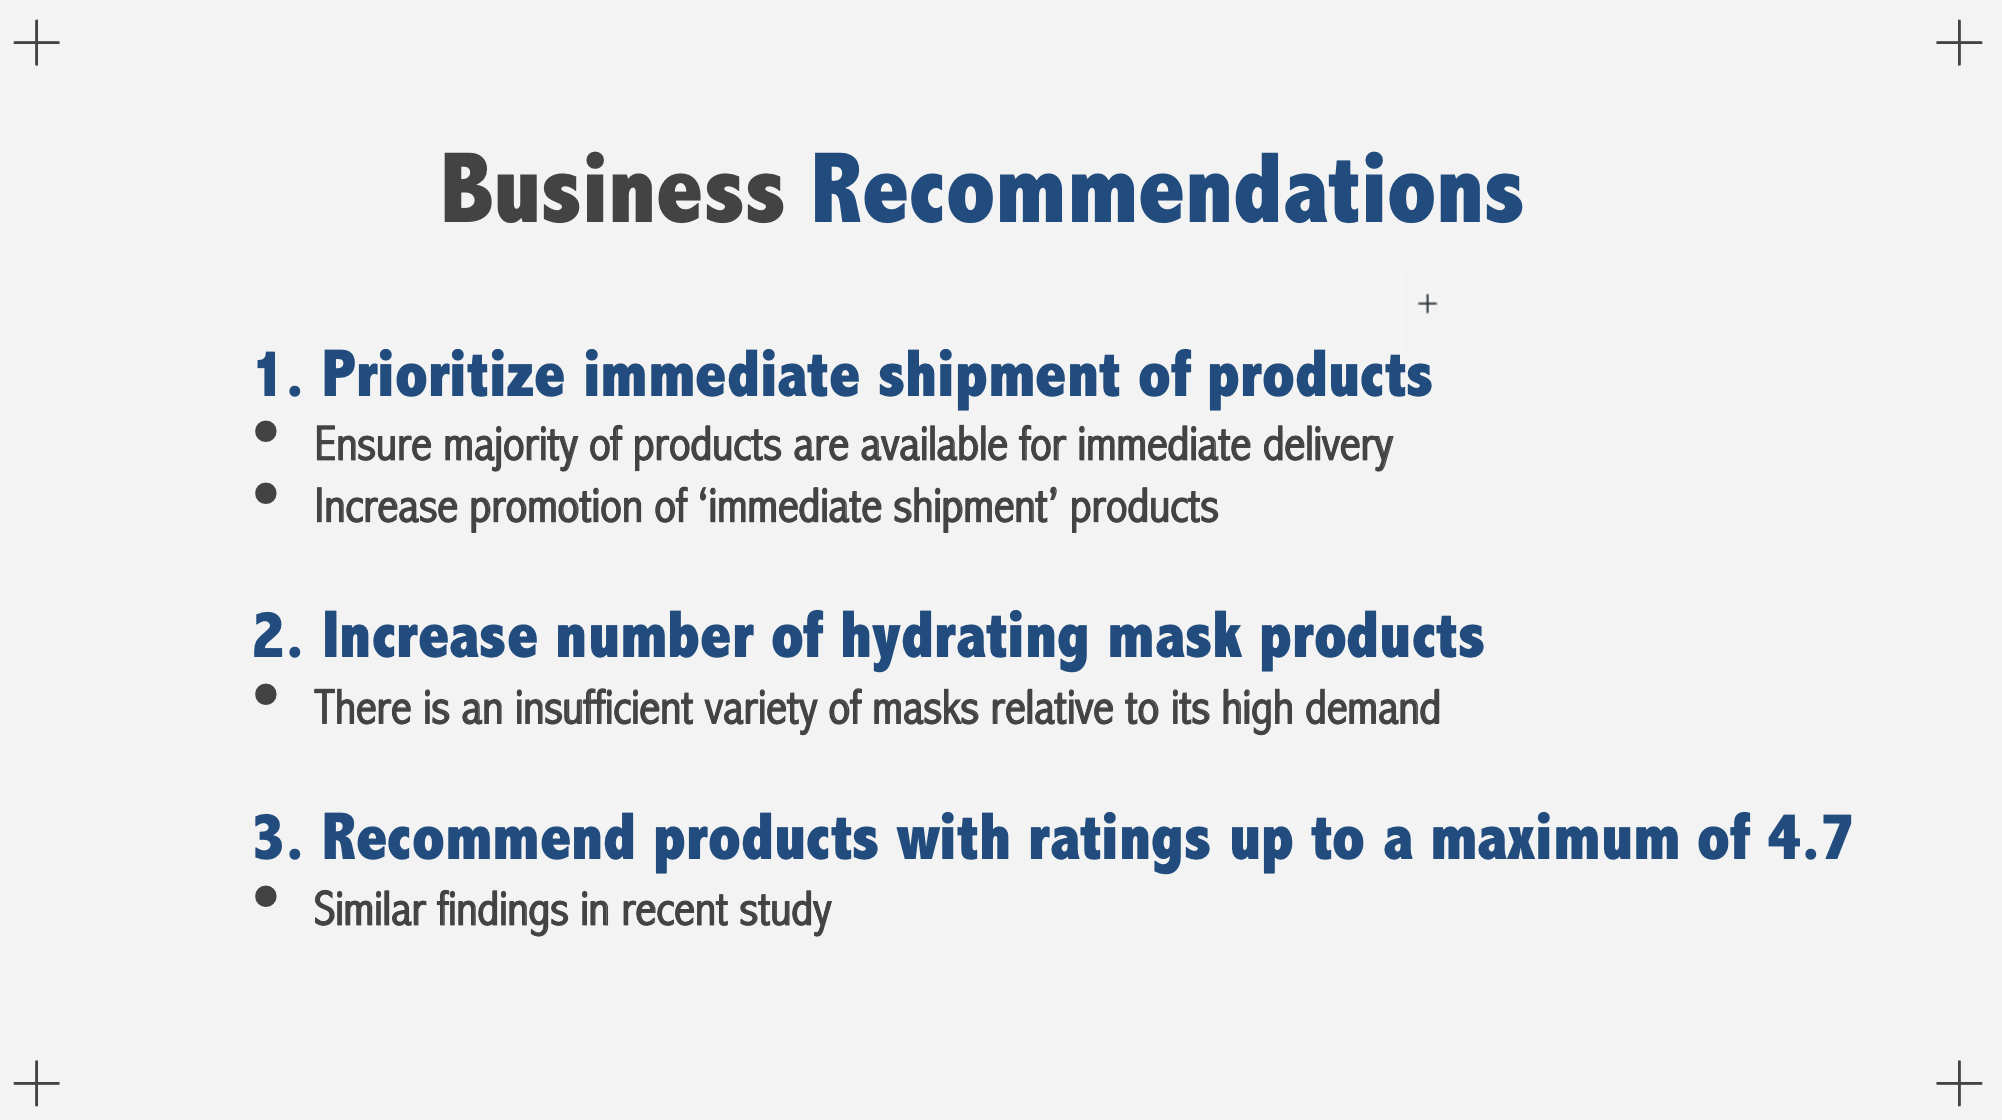 Business Recommendations
1. Prioritize immediate shipment of products
• Ensure majority of products are available for immediate delivery
• Increase promotion of ‘immediate shipment’ products
2. Increase number of hydrating mask products
• There is an insufficient variety of masks relative to its high demand
3. Recommend products with ratings up to a maximum of 4.7
• Similar findings in recent study